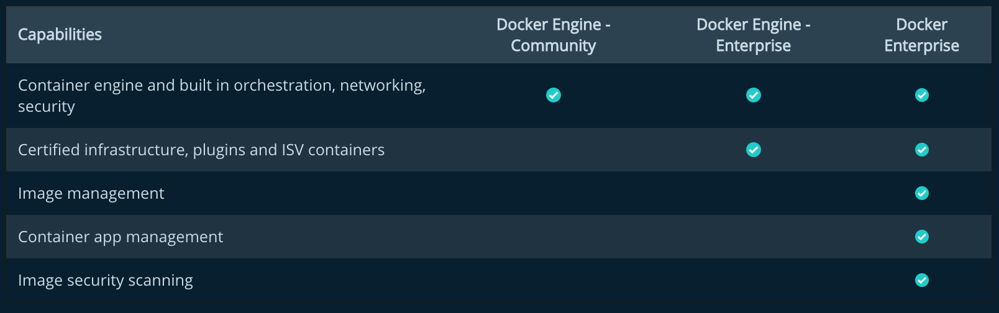 Capabilities
Docker Engine -
Community
Docker Engine -
Enterprise
Docker
Enterprise
Container engine and built in orchestration, networking,
security
Certified infrastructure, plugins and ISV containers
Image management
Container app management
Image security scanning